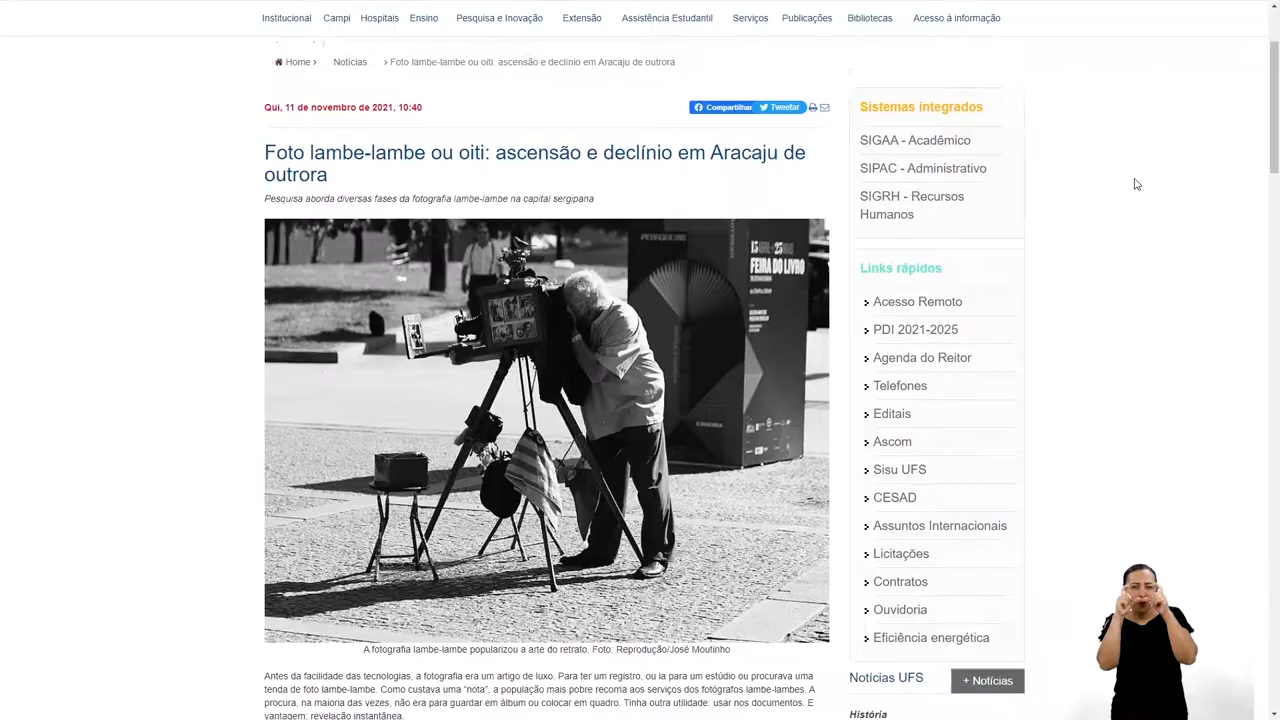 Institucional Campi Hospitais Ensino Pesquisa e Inovação Extensão Assistência Estudantil Serviços Publicações Bibliotecas Acesso à informação
Home > Notícias > Foto lambe-lambe ou oiti: ascensão e declínio em Aracaju de outrora
Qui, 11 de novembro de 2021, 10:40
Compartilhar Tweetar
Foto lambe-lambe ou oiti: ascensão e declínio em Aracaju de
outrora
Pesquisa aborda diversas fases da fotografia lambe-lambe na capital sergipana
FEIRA DO LIVRO
A fotografia lambe-lambe popularizou a arte do retrato. Foto: Reprodução/José Moutinho
Antes da facilidade das tecnologias, a fotografia era um artigo de luxo. Para ter um registro, ou ia para um estúdio ou procurava uma
tenda de foto lambe-lambe. Como custava uma “nota”, a população mais pobre recorria aos serviços dos fotógrafos lambe-lambes. A
procura, na maioria das vezes, não era para guardar em álbum ou colocar em quadro. Tinha outra utilidade: usar nos documentos. E
vantagem: revelação instantânea.
Sistemas integrados
SIGAA - Acadêmico
SIPAC - Administrativo
SIGRH - Recursos
Humanos
Links rápidos
Acesso Remoto
PDI 2021-2025
Agenda do Reitor
Telefones
Editais
Ascom
Sisu UFS
CESAD
Assuntos Internacionais
Licitações
Contratos
Ouvidoria
Eficiência energética
Notícias UFS + Notícias
História